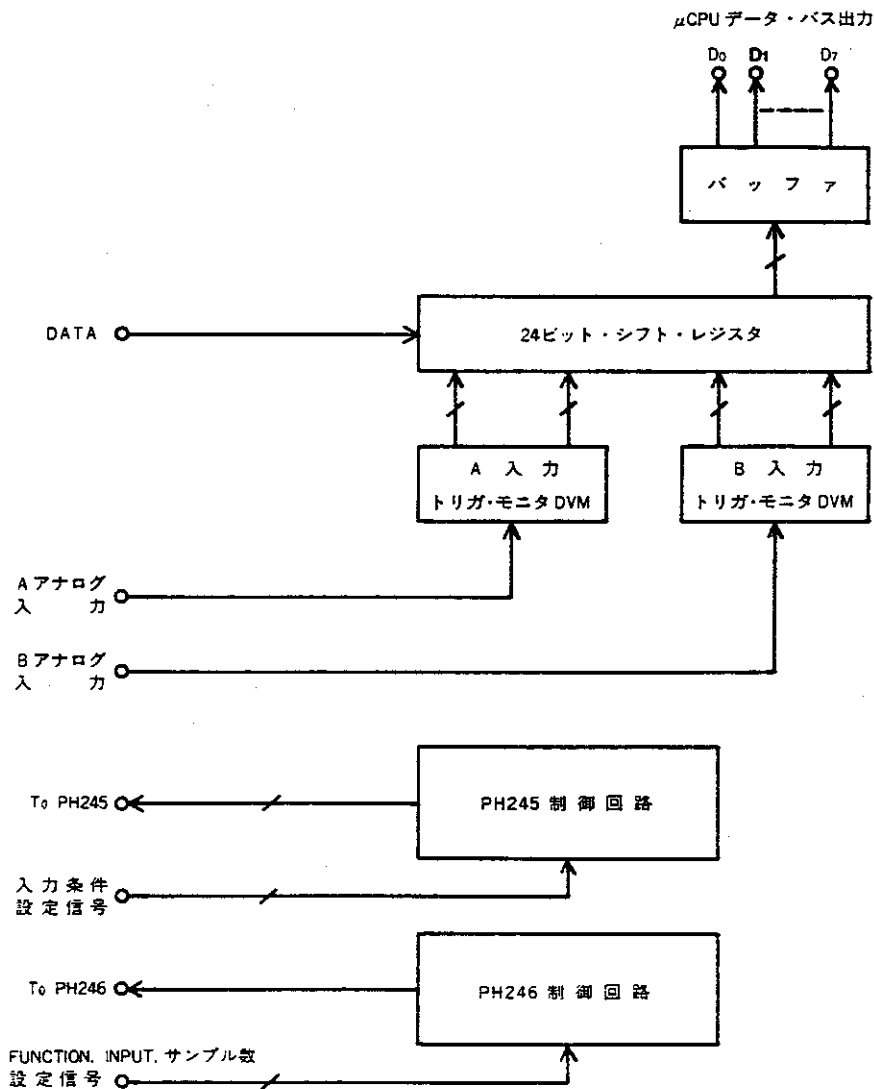 μCPU データ・バス出力
D0 D1 D7
バッファ
DATA
24ビット・シフト・レジスタ
A 入 力
トリガ・モニタ DVM
B 入 力
トリガ・モニタ DVM
A アナログ
入 力
B アナログ
入 力
To PH245
PH245 制 御 回 路
入 力 条 件
設 定 信 号
To PH246
PH246 制 御 回 路
FUNCTION, INPUT, サンプル数
設 定 信 号